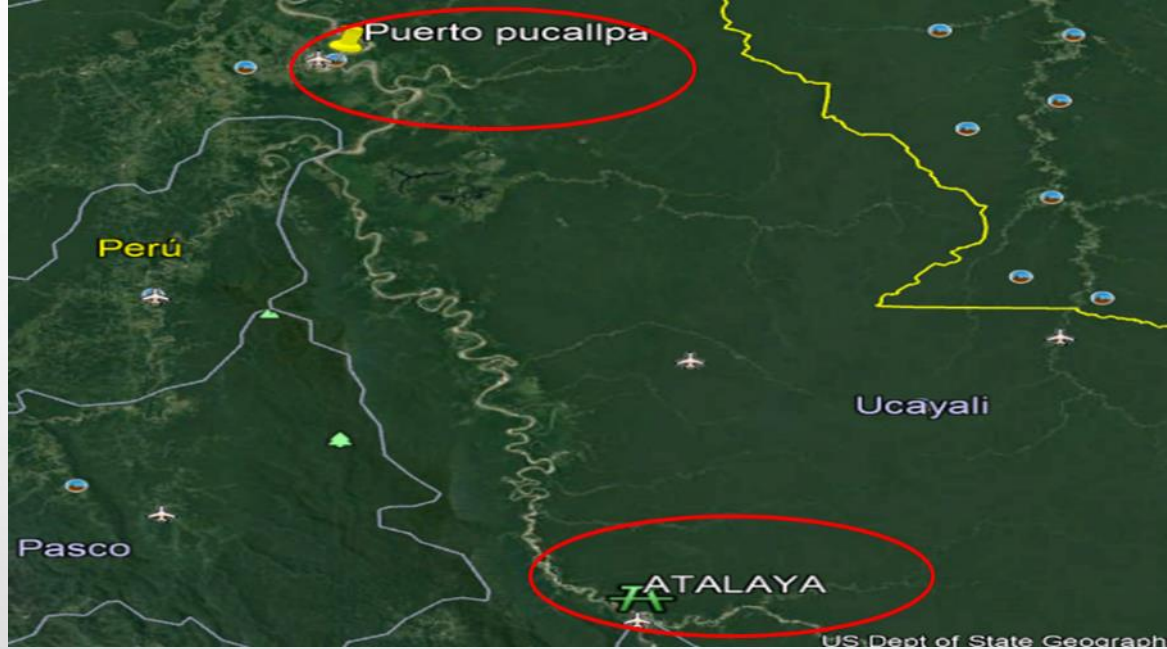 Puerto pucallpa
Perú
Ucayali
Pasco
ATALAYA
US Dept of State Geograph